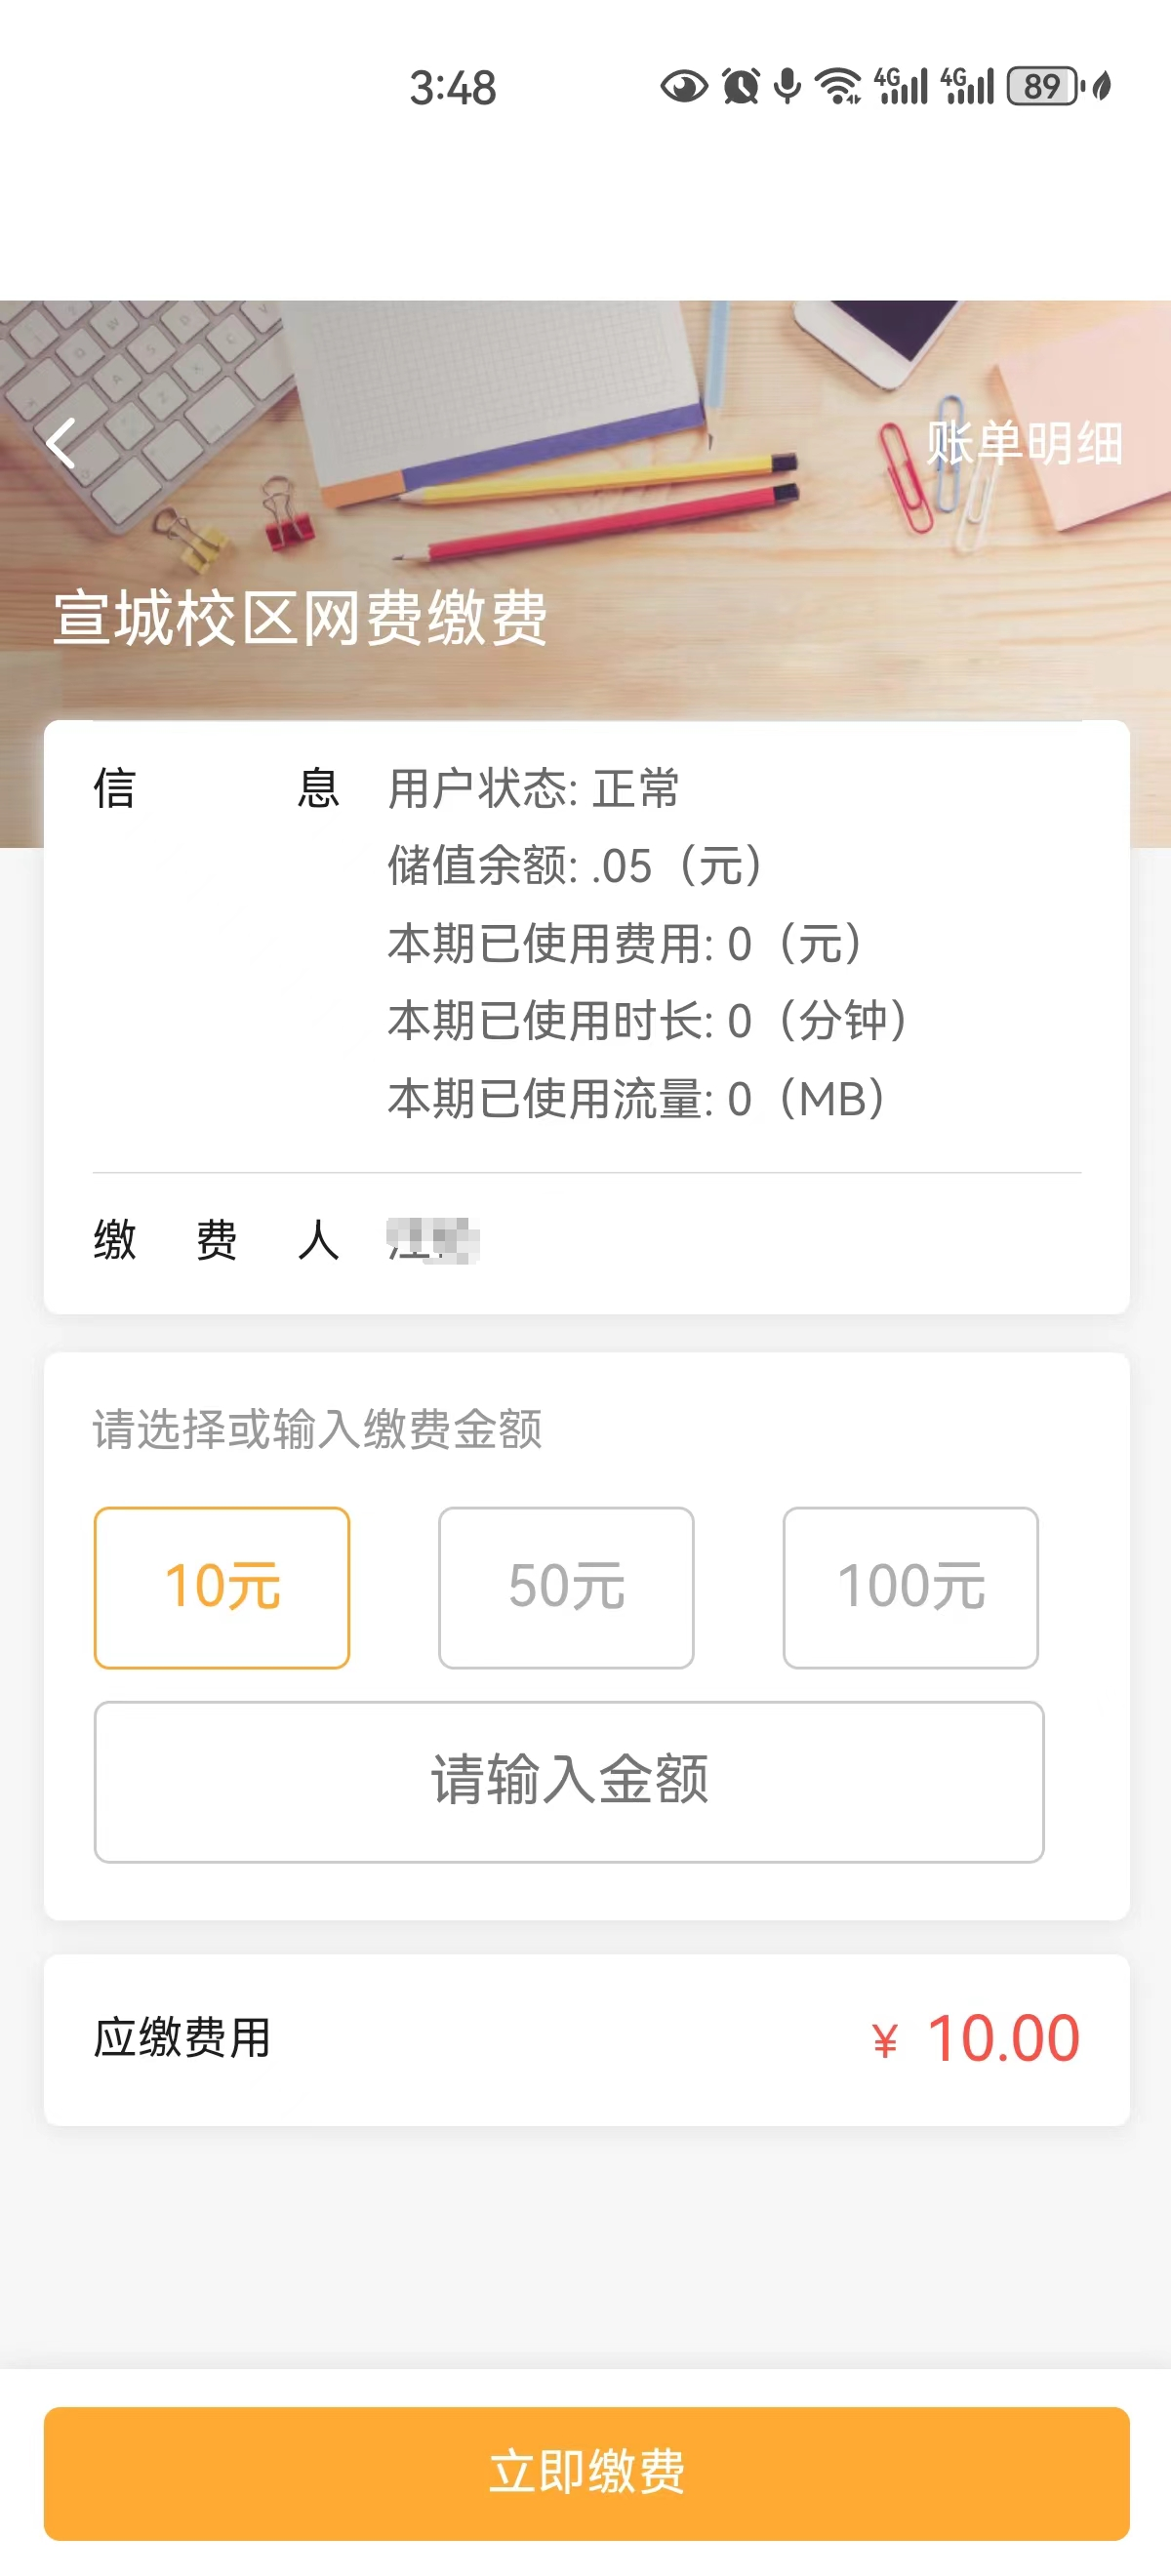 3:48
4G 4G 89
账单明细
宣城校区网费缴费
信息 用户状态: 正常
储值余额: .05（元）
本期已使用费用: 0（元）
本期已使用时长: 0（分钟）
本期已使用流量: 0（MB）
缴费人
请选择或输入缴费金额
10元 50元 100元
请输入金额
应缴费用 ¥ 10.00
立即缴费